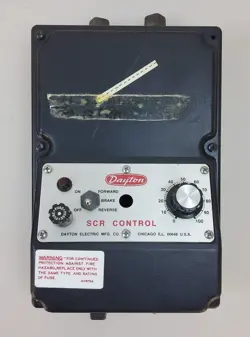 Dayton
ON
FORWARD
BRAKE
OFF
REVERSE
40 50 60
30 70
20 80
10 90
0 100
SCR CONTROL
DAYTON ELECTRIC MFG. CO. CHICAGO ILL. 60648 U.S.A.
WARNING: FOR CONTINUED
PROTECTION AGAINST FIRE
HAZARD, REPLACE ONLY WITH
THE SAME TYPE AND RATING
OF FUSE.